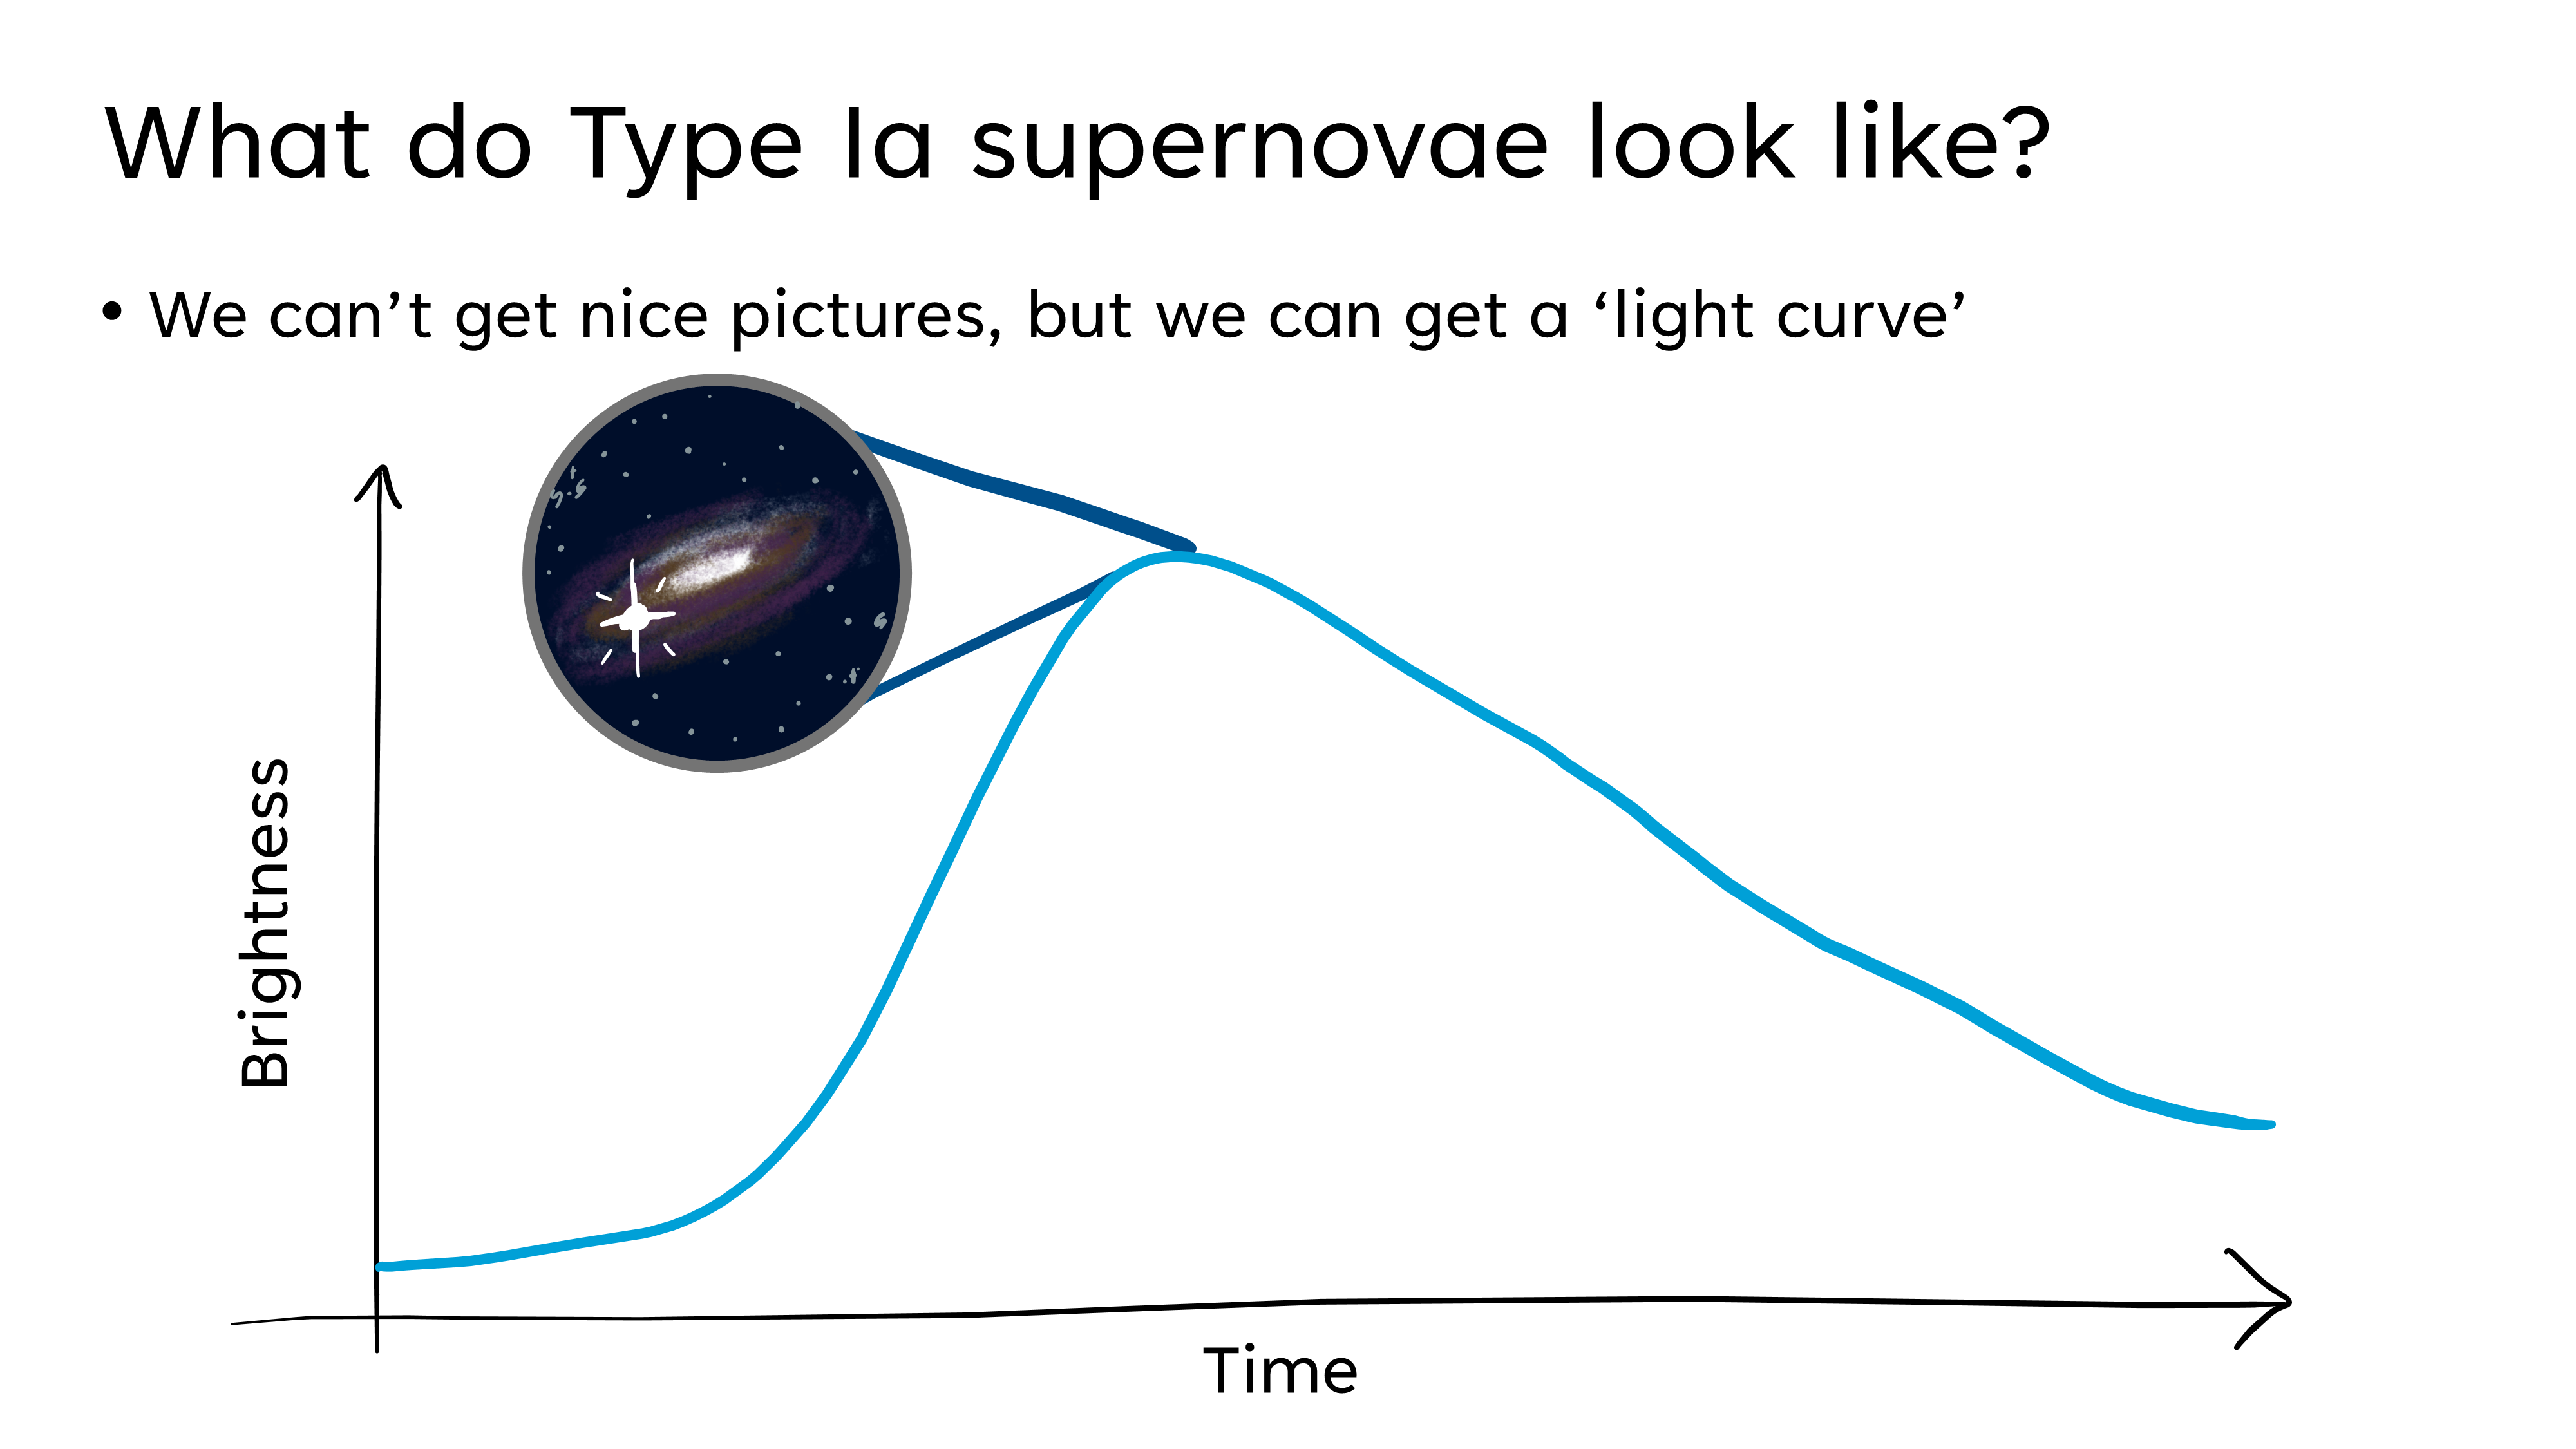 What do Type Ia supernovae look like?
• We can’t get nice pictures, but we can get a ‘light curve’
Brightness
Time